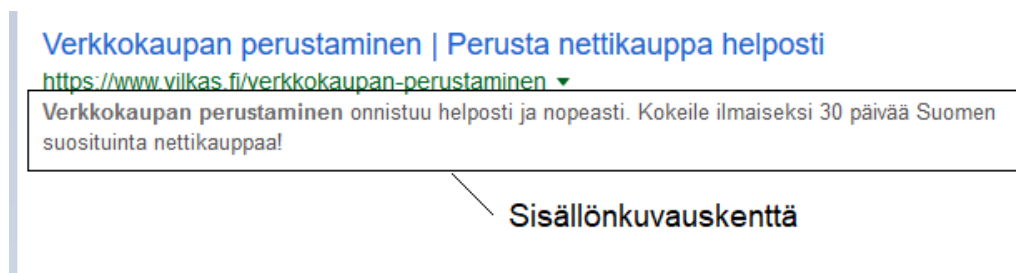 Verkkokaupan perustaminen | Perusta nettikauppa helposti
https://www.vilkas.fi/verkkokaupan-perustaminen
Verkkokaupan perustaminen onnistuu helposti ja nopeasti. Kokeile ilmaiseksi 30 päivää Suomen
suosituinta nettikauppaa!
Sisällönkuvauskenttä